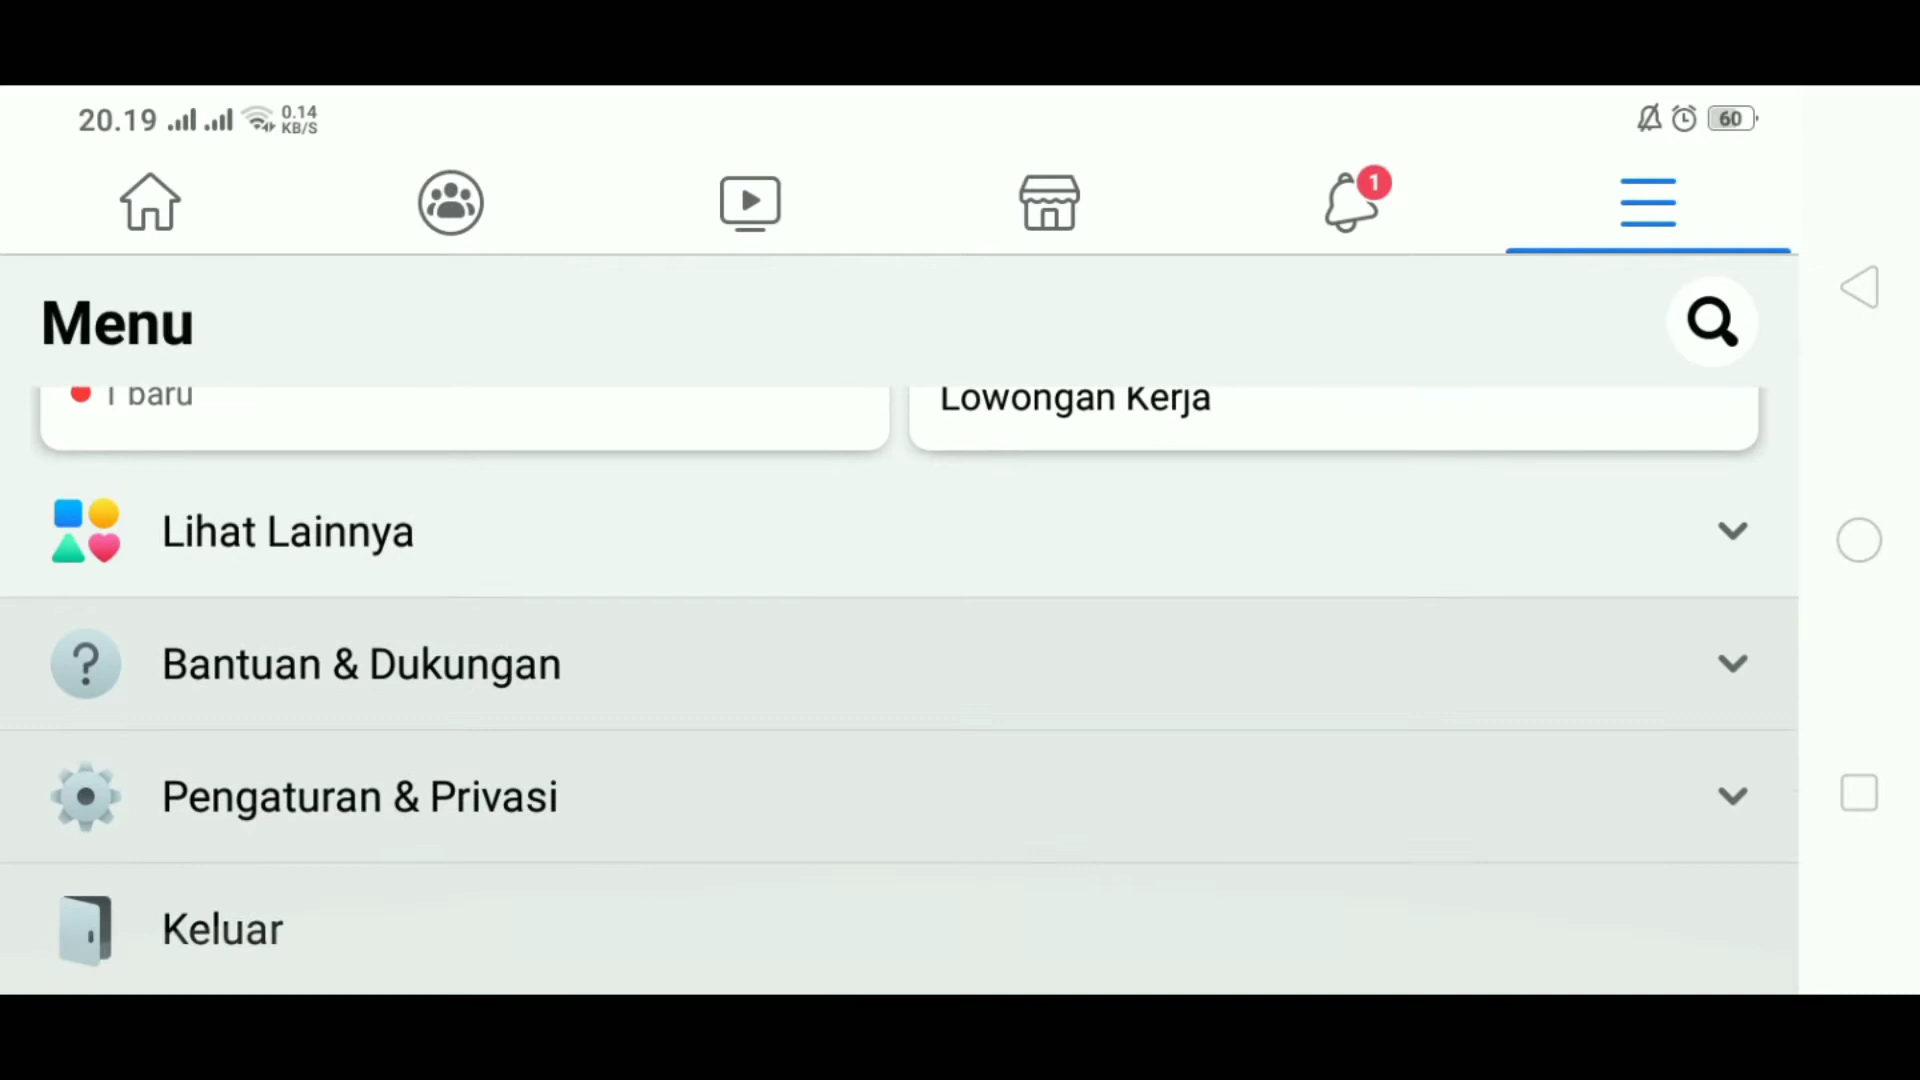 20.19 0.14 KB/S 60
1
Menu
1 baru
Lowongan Kerja
Lihat Lainnya
Bantuan & Dukungan
Pengaturan & Privasi
Keluar